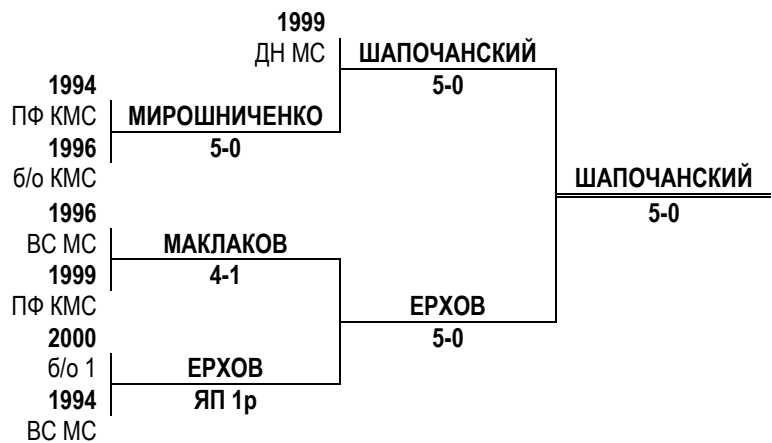 1999
ДН МС
ШАПОЧАНСКИЙ
5-0
1994
ПФ КМС
МИРОШНИЧЕНКО
1996
5-0
б/о КМС
ШАПОЧАНСКИЙ
5-0
1996
ВС МС
МАКЛАКОВ
1999
4-1
ПФ КМС
ЕРХОВ
5-0
2000
б/о 1
ЕРХОВ
1994
ЯП 1р
ВС МС